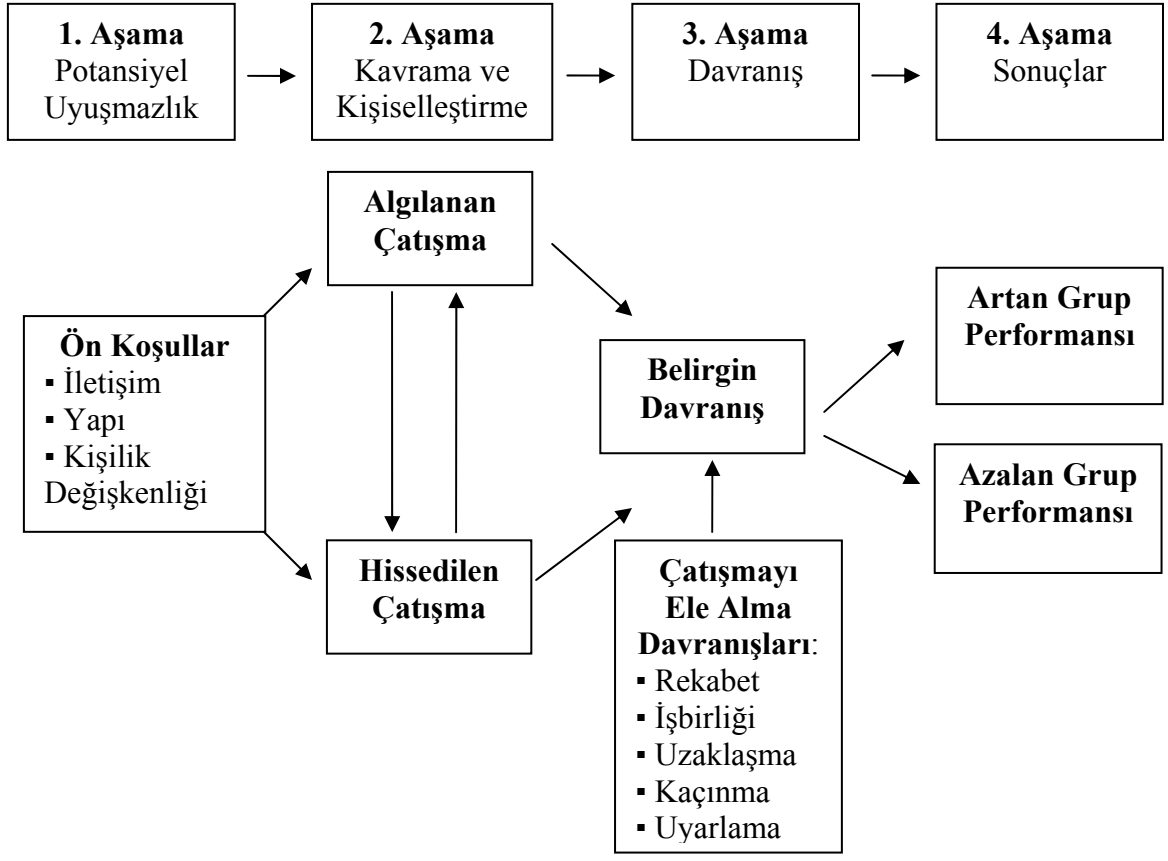 1. Aşama
Potansiyel
Uyuşmazlık
2. Aşama
Kavrama ve
Kişiselleştirme
3. Aşama
Davranış
4. Aşama
Sonuçlar
Algılanan
Çatışma
Ön Koşullar
▪ İletişim
▪ Yapı
▪ Kişilik
Değişkenliği
Hissedilen
Çatışma
Belirgin
Davranış
Çatışmayı
Ele Alma
Davranışları:
▪ Rekabet
▪ İşbirliği
▪ Uzaklaşma
▪ Kaçınma
▪ Uyarlama
Artan Grup
Performansı
Azalan Grup
Performansı